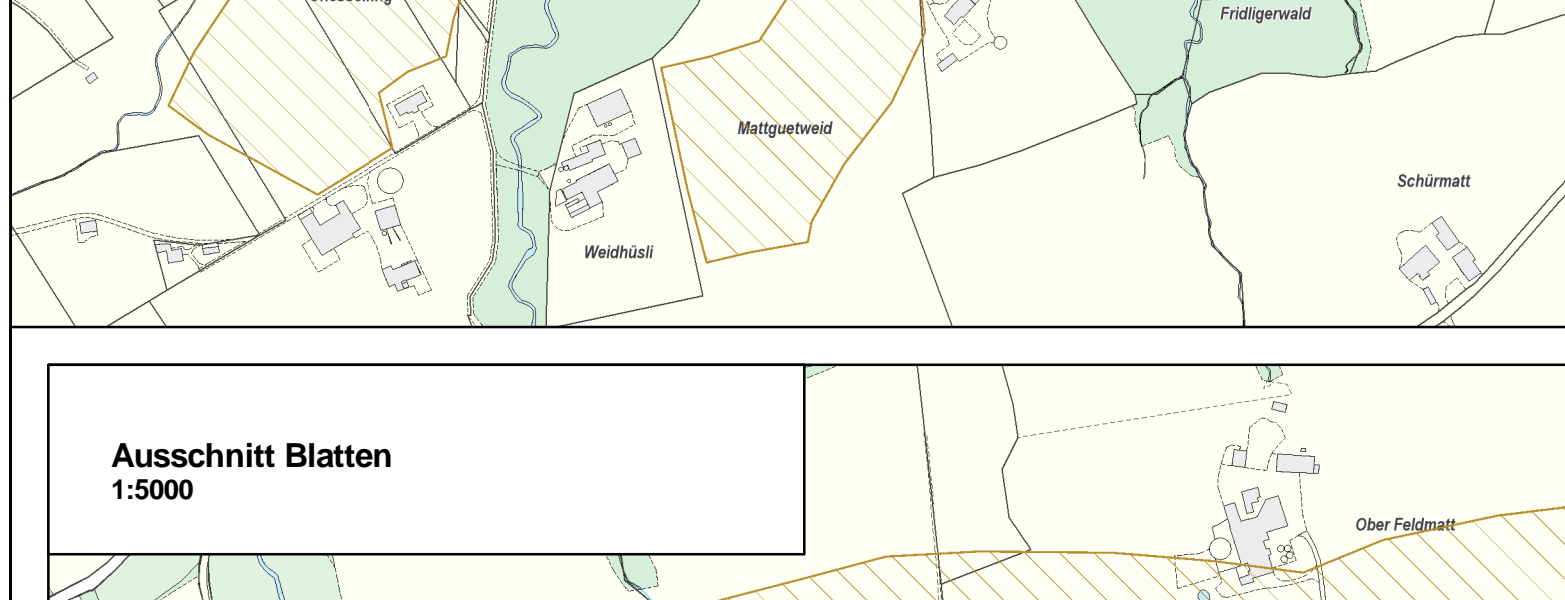 Fridligerwald
Mattguetweid
Schürmatt
Weidhüsli
Ausschnitt Blatten
1:5000
Ober Feldmatt